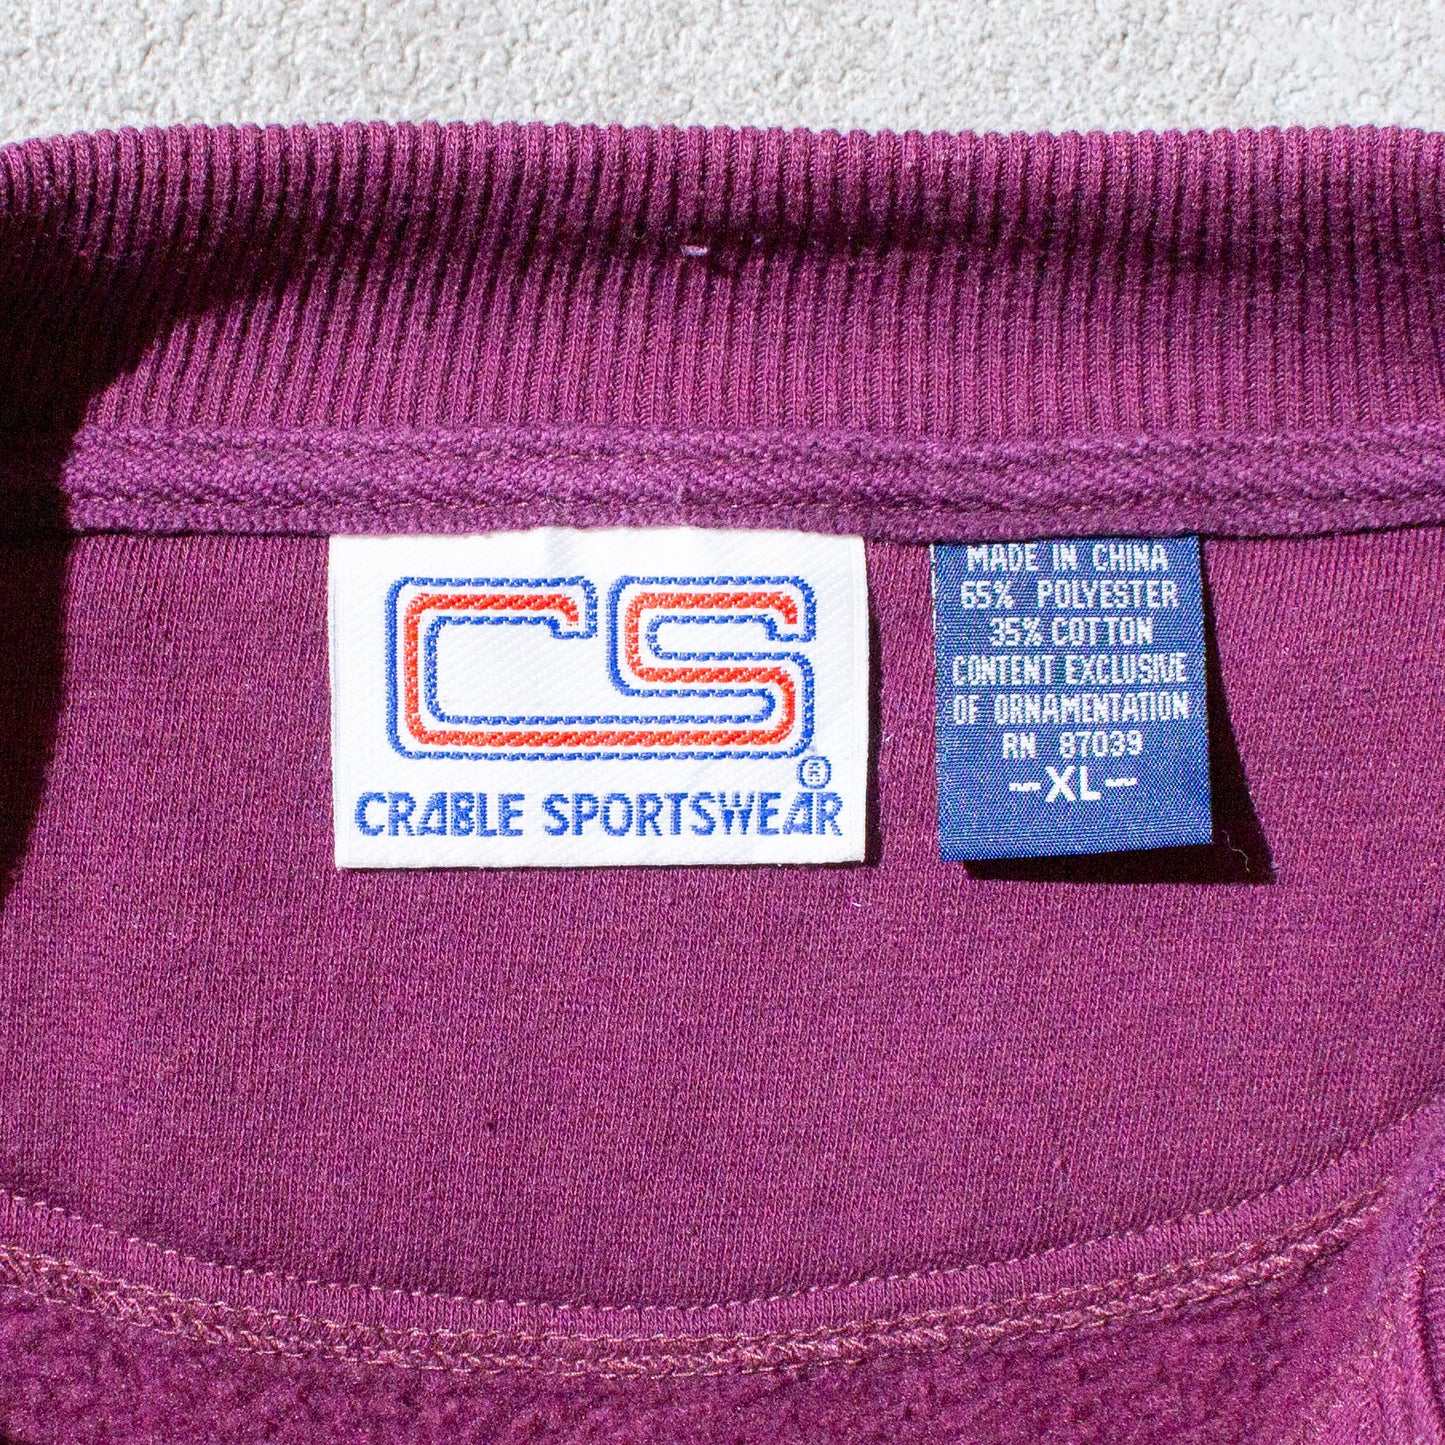 CS
®
CRABLE SPORTSWEAR
MADE IN CHINA
65% POLYESTER
35% COTTON
CONTENT EXCLUSIVE
OF ORNAMENTATION
RN 87039
~XL~